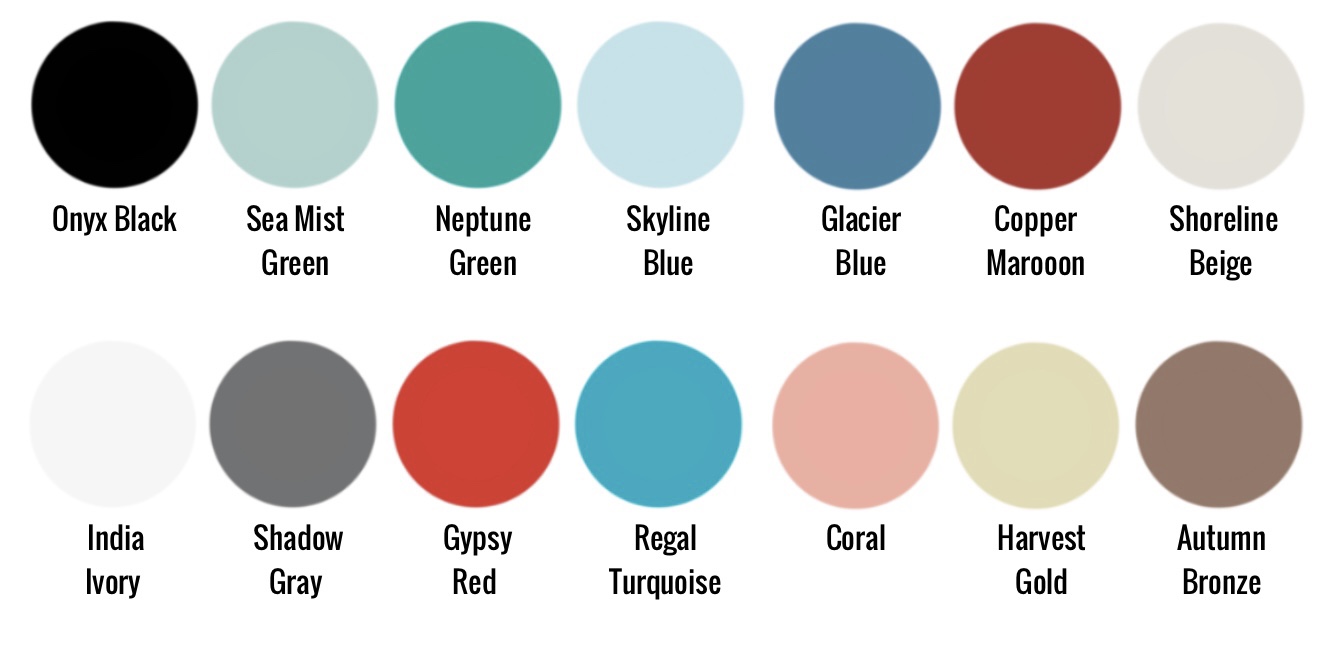 Onyx Black
Sea Mist
Green
Neptune
Green
Skyline
Blue
Glacier
Blue
Copper
Marooon
Shoreline
Beige
India
Ivory
Shadow
Gray
Gypsy
Red
Regal
Turquoise
Coral
Harvest
Gold
Autumn
Bronze